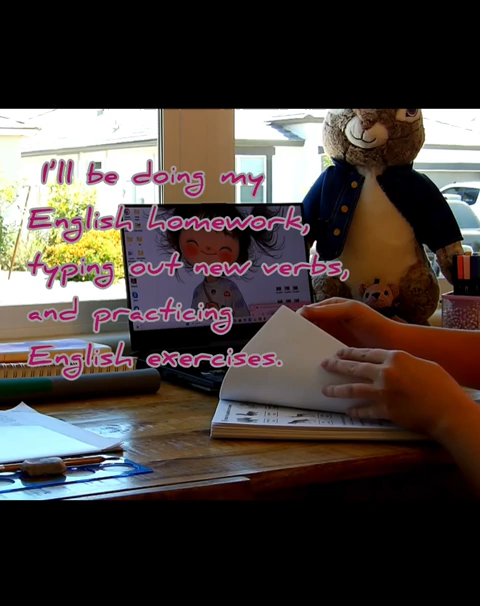 I'll be doing my
English homework,
typing out new verbs,
and practicing
English exercises.